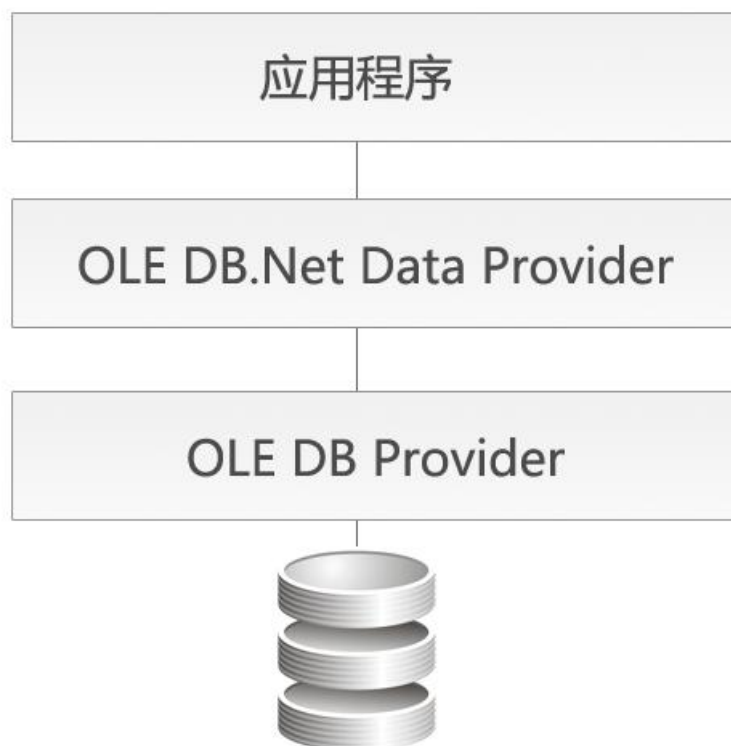 应用程序
OLE DB.Net Data Provider
OLE DB Provider